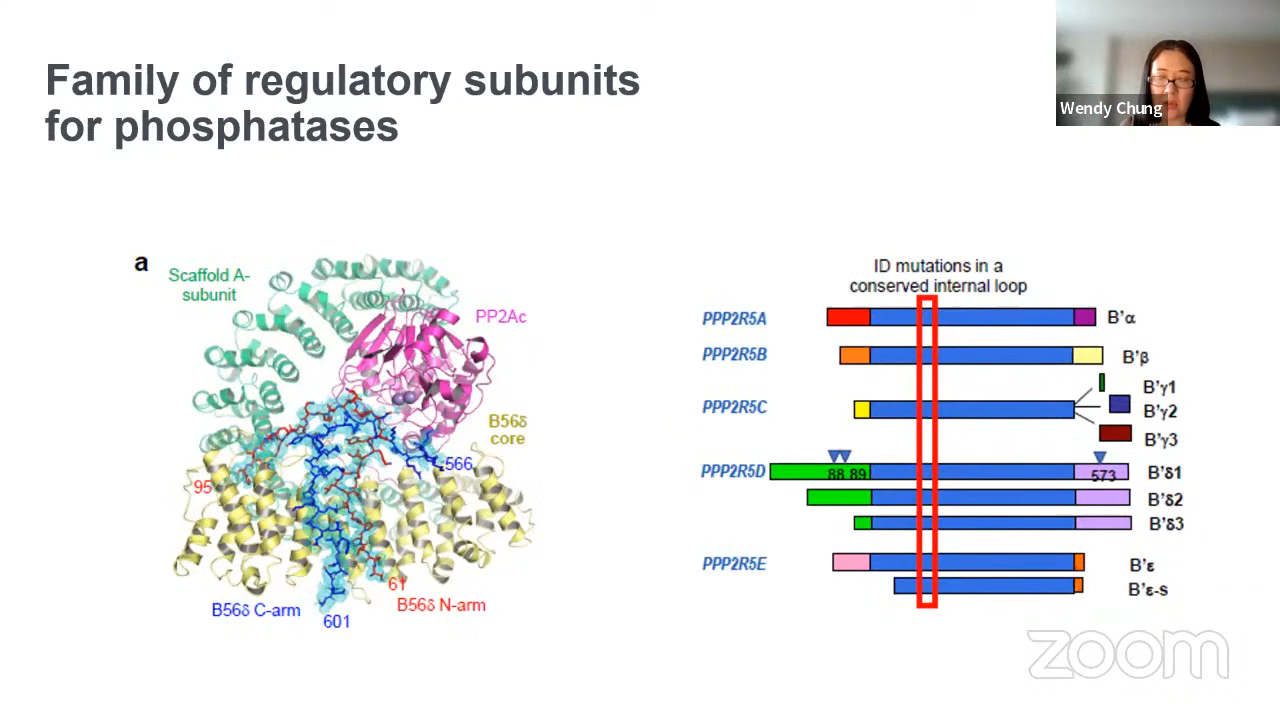 Family of regulatory subunits
for phosphatases
Wendy Chung
a
Scaffold A-
subunit
PP2Ac
B56δ
core
566
95
61
B56δ C-arm
B56δ N-arm
601
ID mutations in a
conserved internal loop
PPP2R5A
B'α
PPP2R5B
B'β
PPP2R5C
B'γ1
B'γ2
B'γ3
PPP2R5D
88 89
573
B'δ1
B'δ2
B'δ3
PPP2R5E
B'ε
B'ε-s
zoom